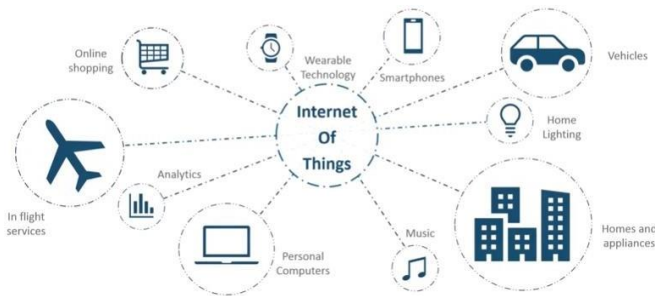 Online
shopping
Wearable
Technology
Smartphones
Vehicles
Internet
Of
Things
Home
Lighting
Analytics
In flight
services
Personal
Computers
Music
Homes and
appliances